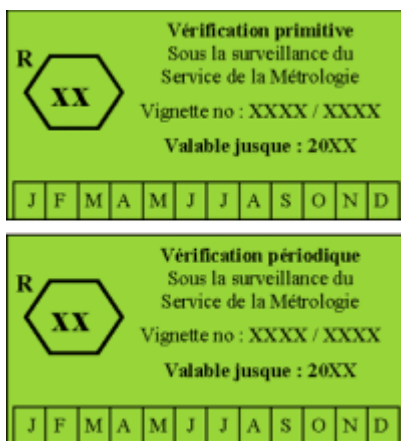 Vérification primitive
R
Sous la surveillance du
Service de la Métrologie
xx
Vignette no : XXXX / XXXX
Valable jusque : 20XX
J F M A M J J A S O N D
Vérification périodique
R
Sous la surveillance du
Service de la Métrologie
xx
Vignette no : XXXX / XXXX
Valable jusque : 20XX
J F M A M J J A S O N D